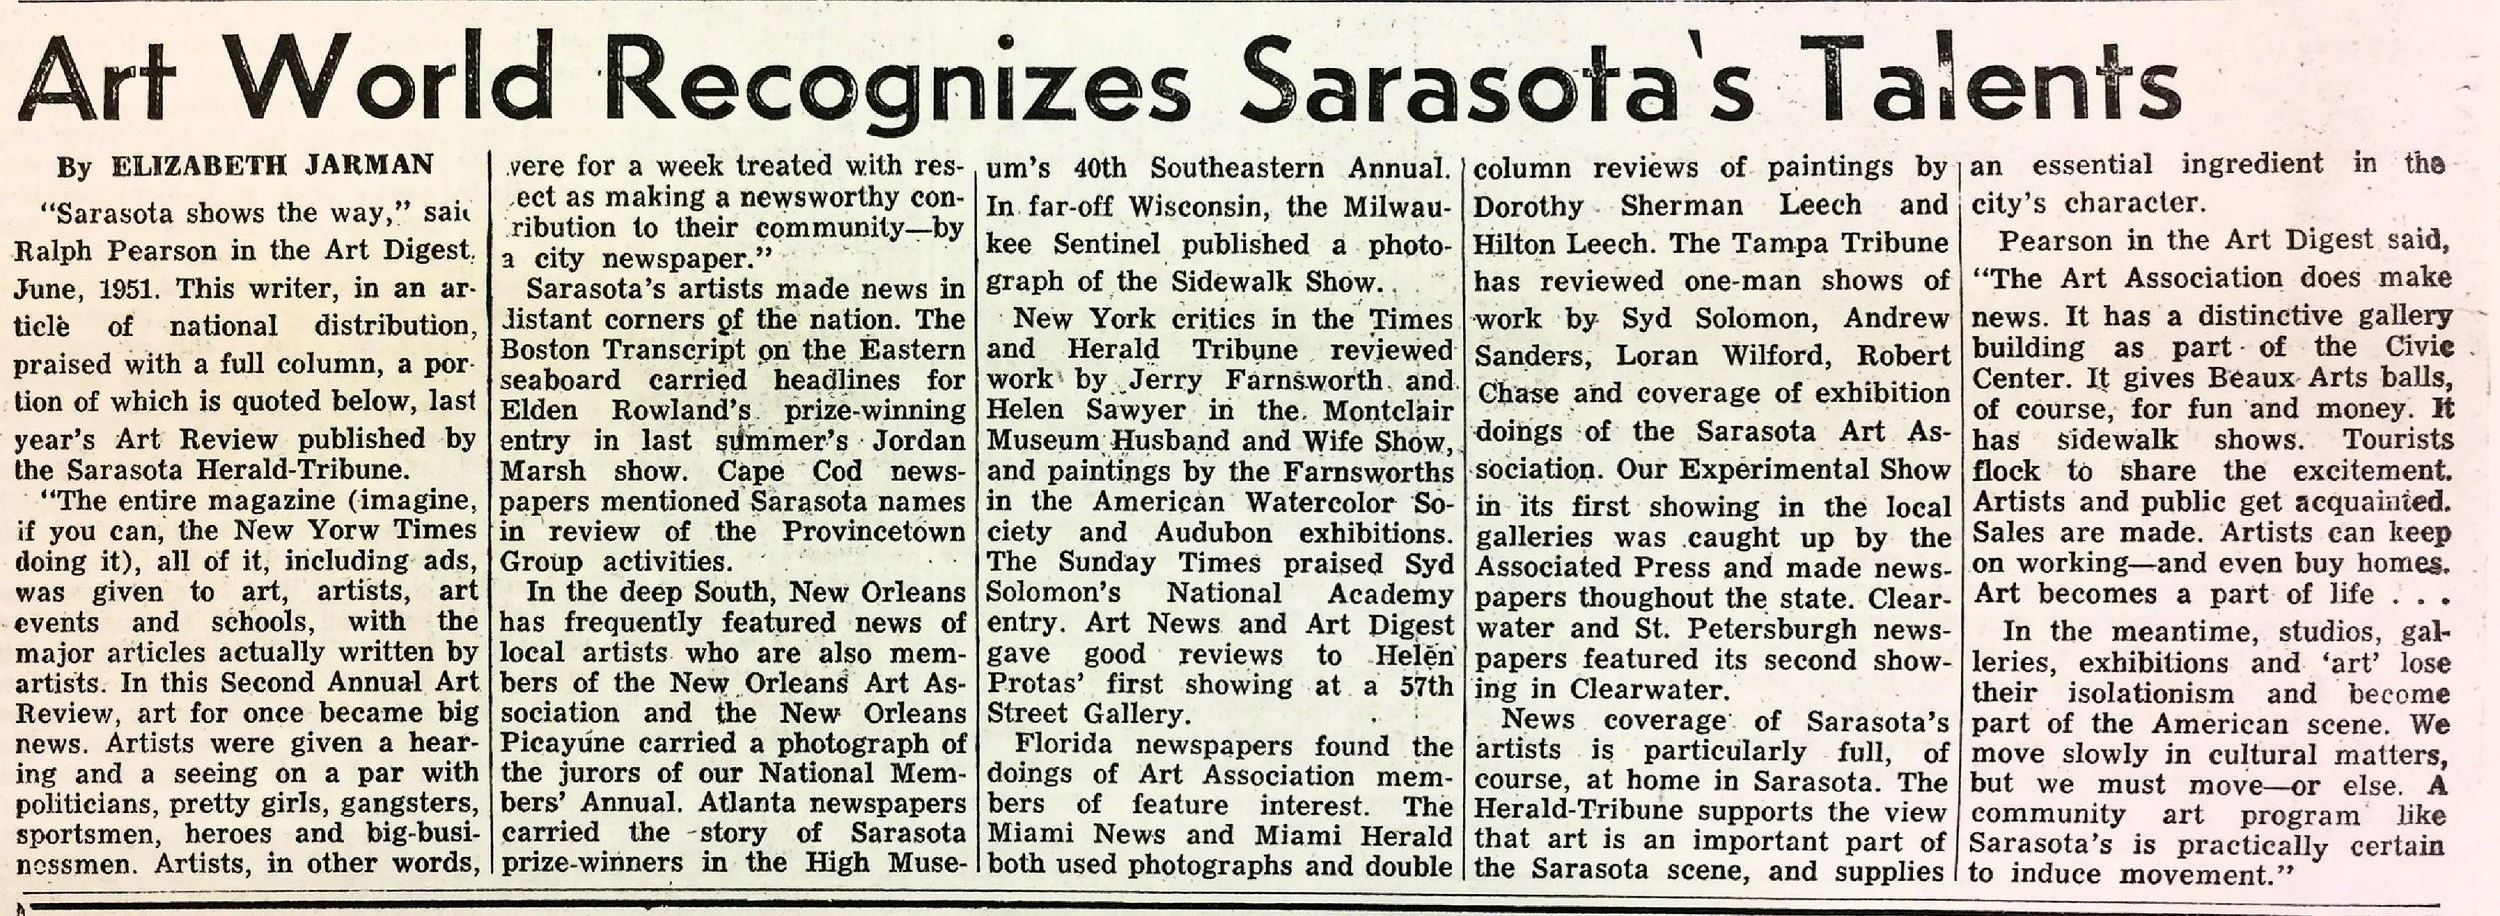 Art World Recognizes Sarasota's Talents
By ELIZABETH JARMAN
"Sarasota shows the way," said
Ralph Pearson in the Art Digest,
June, 1951. This writer, in an ar-
ticle of national distribution,
praised with a full column, a por-
tion of which is quoted below, last
year's Art Review published by
the Sarasota Herald-Tribune.
"The entire magazine (imagine,
if you can, the New Yorw Times
doing it), all of it, including ads,
was given to art, artists, art
events and schools, with the
major articles actually written by
artists. In this Second Annual Art
Review, art for once became big
news. Artists were given a hear-
ing and a seeing on a par with
politicians, pretty girls, gangsters,
sportsmen, heroes and big-busi-
nessmen. Artists, in other words,
were for a week treated with res-
ect as making a newsworthy con-
ribution to their community—by
a city newspaper."
Sarasota's artists made news in
distant corners of the nation. The
Boston Transcript on the Eastern
seaboard carried headlines for
Elden Rowland's prize-winning
entry in last summer's Jordan
Marsh show. Cape Cod news-
papers mentioned Sarasota names
in review of the Provincetown
Group activities.
In the deep South, New Orleans
has frequently featured news of
local artists who are also mem-
bers of the New Orleans Art As-
sociation and the New Orleans
Picayune carried a photograph of
the jurors of our National Mem-
bers' Annual. Atlanta newspapers
carried the story of Sarasota
prize-winners in the High Muse-
um's 40th Southeastern Annual.
In far-off Wisconsin, the Milwau-
kee Sentinel published a photo-
graph of the Sidewalk Show.
New York critics in the Times
and Herald Tribune reviewed
work by Jerry Farnsworth and
Helen Sawyer in the Montclair
Museum Husband and Wife Show,
and paintings by the Farnsworths
in the American Watercolor So-
ciety and Audubon exhibitions.
The Sunday Times praised Syd
Solomon's National Academy
entry. Art News and Art Digest
gave good reviews to Helen
Protas' first showing at a 57th
Street Gallery.
Florida newspapers found the
doings of Art Association mem-
bers of feature interest. The
Miami News and Miami Herald
both used photographs and double
column reviews of paintings by
Dorothy Sherman Leech and
Hilton Leech. The Tampa Tribune
has reviewed one-man shows of
work by Syd Solomon, Andrew
Sanders, Loran Wilford, Robert
Chase and coverage of exhibition
doings of the Sarasota Art As-
sociation. Our Experimental Show
in its first showing in the local
galleries was caught up by the
Associated Press and made news-
papers thoughout the state. Clear-
water and St. Petersburgh news-
papers featured its second show-
ing in Clearwater.
News coverage of Sarasota's
artists is particularly full, of
course, at home in Sarasota. The
Herald-Tribune supports the view
that art is an important part of
the Sarasota scene, and supplies
an essential ingredient in the
city's character.
Pearson in the Art Digest said,
"The Art Association does make
news. It has a distinctive gallery
building as part of the Civic
Center. It gives Beaux Arts balls,
of course, for fun and money. It
has sidewalk shows. Tourists
flock to share the excitement.
Artists and public get acquainted.
Sales are made. Artists can keep
on working—and even buy homes.
Art becomes a part of life . . .
In the meantime, studios, gal-
leries, exhibitions and 'art' lose
their isolationism and become
part of the American scene. We
move slowly in cultural matters,
but we must move—or else. A
community art program like
Sarasota's is practically certain
to induce movement."